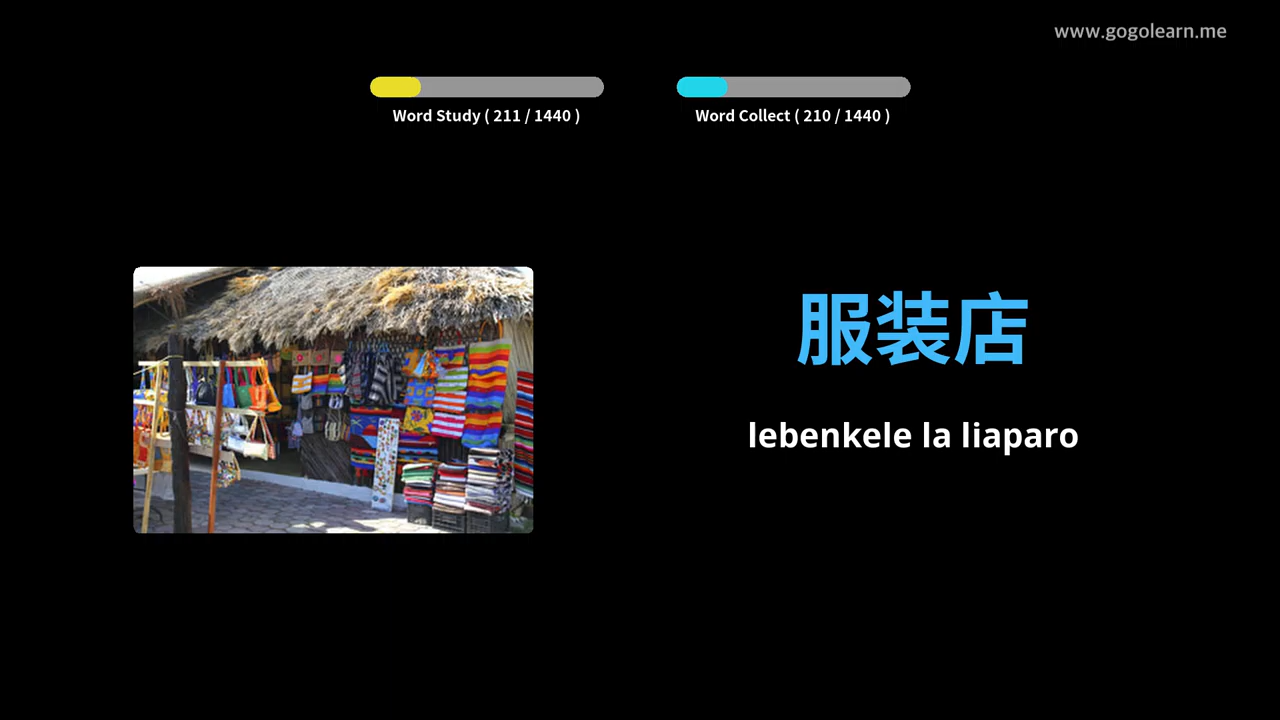 www.gogolearn.me
Word Study ( 211 / 1440 )
Word Collect ( 210 / 1440 )
服装店
lebenkele la liaparo